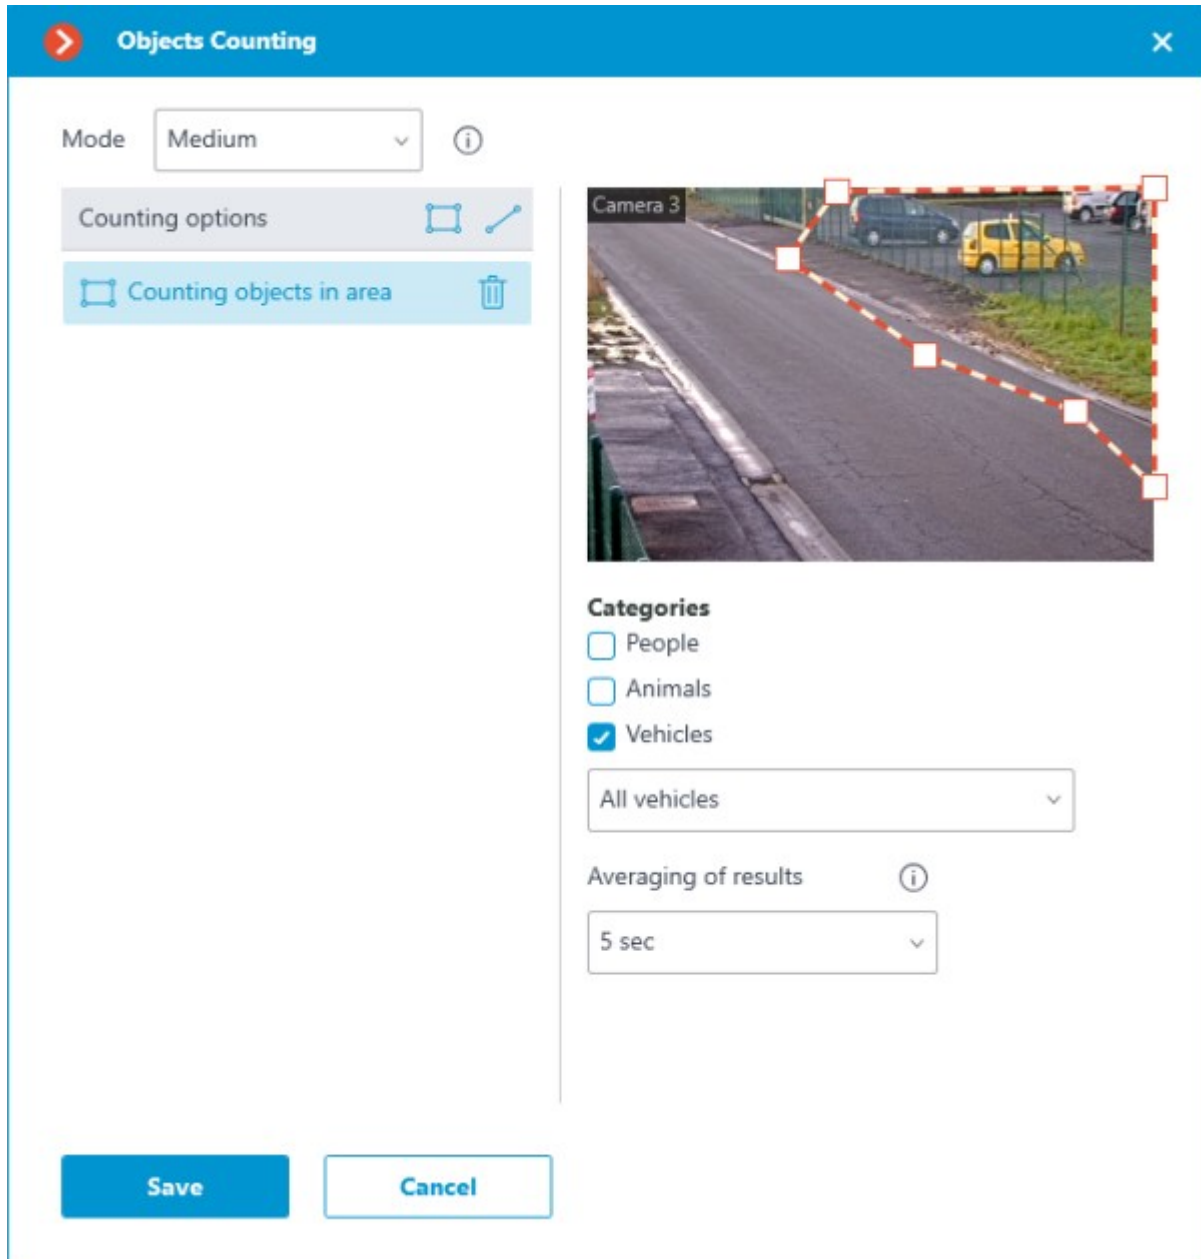 Objects Counting
Mode
Medium
Counting options
Counting objects in area
Camera 3
Categories
People
Animals
Vehicles
All vehicles
Averaging of results
5 sec
Save
Cancel